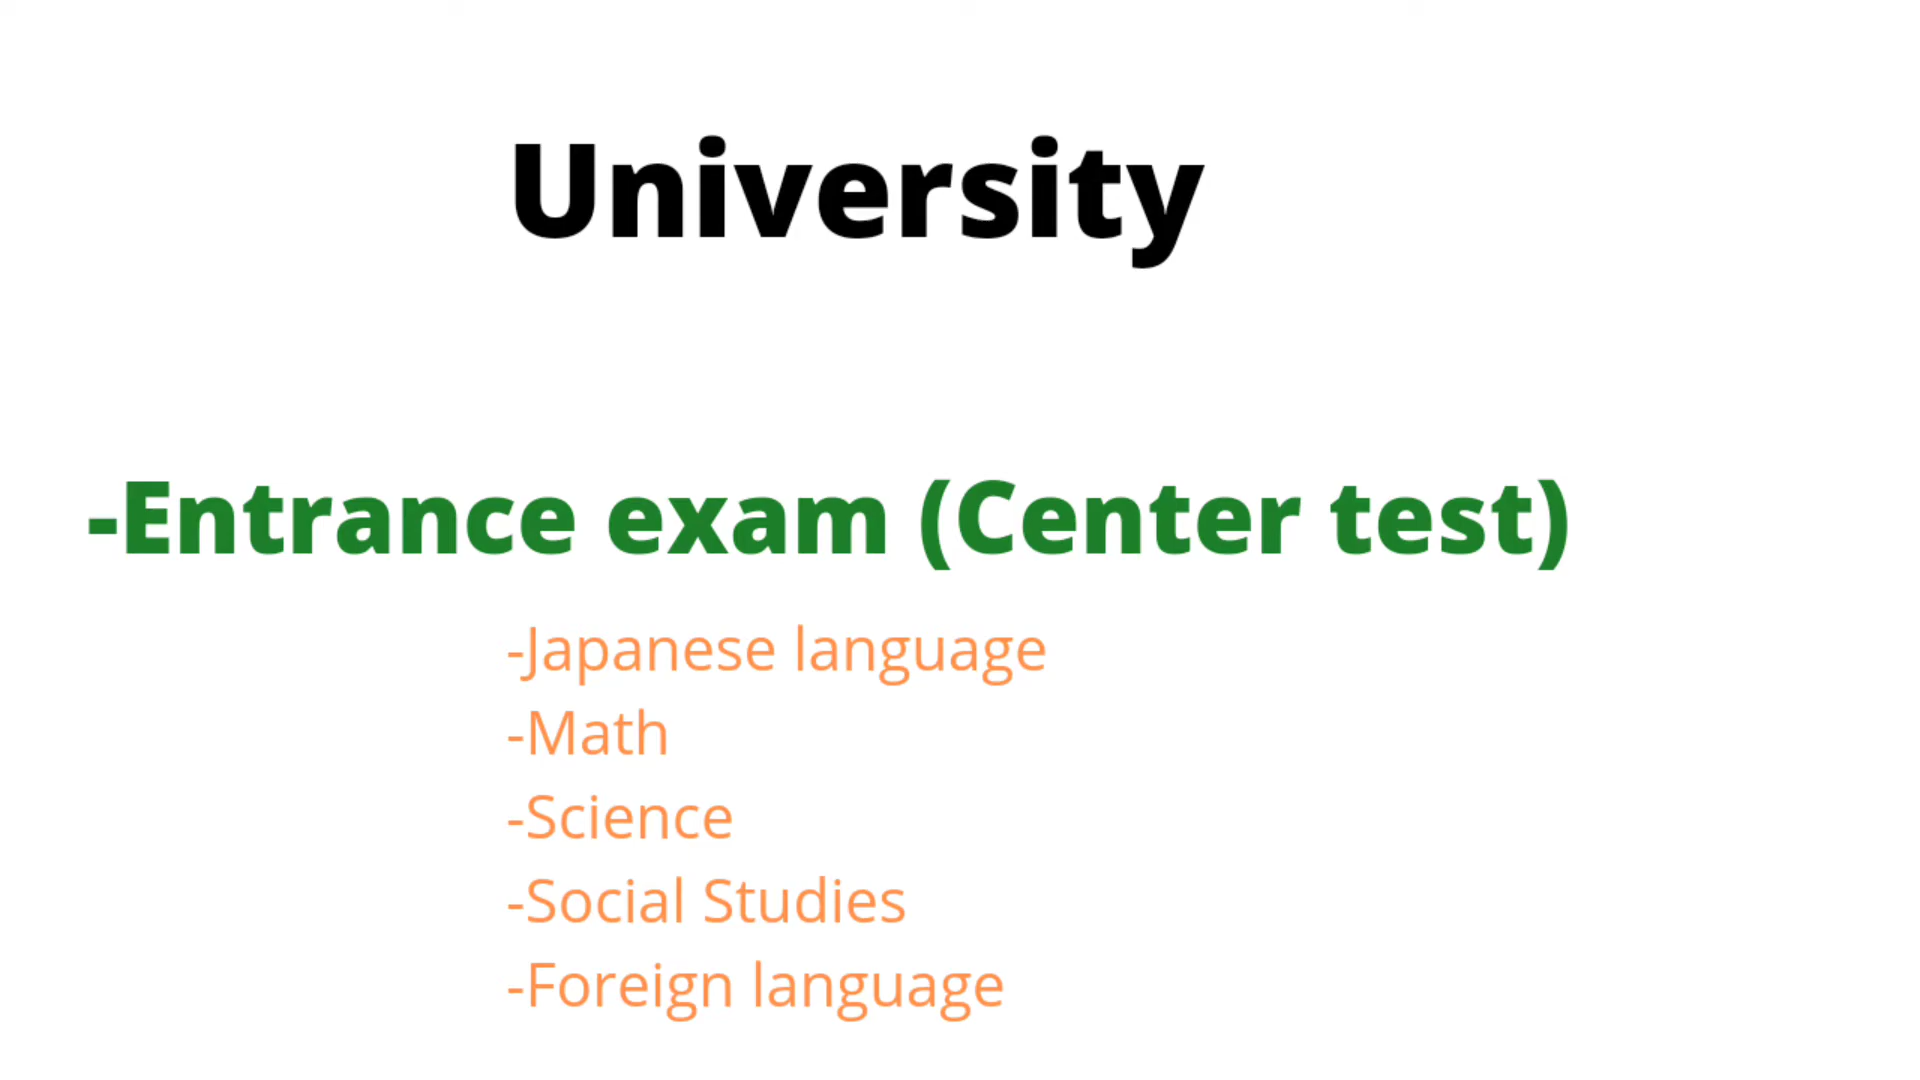 University
-Entrance exam (Center test)
-Japanese language
-Math
-Science
-Social Studies
-Foreign language